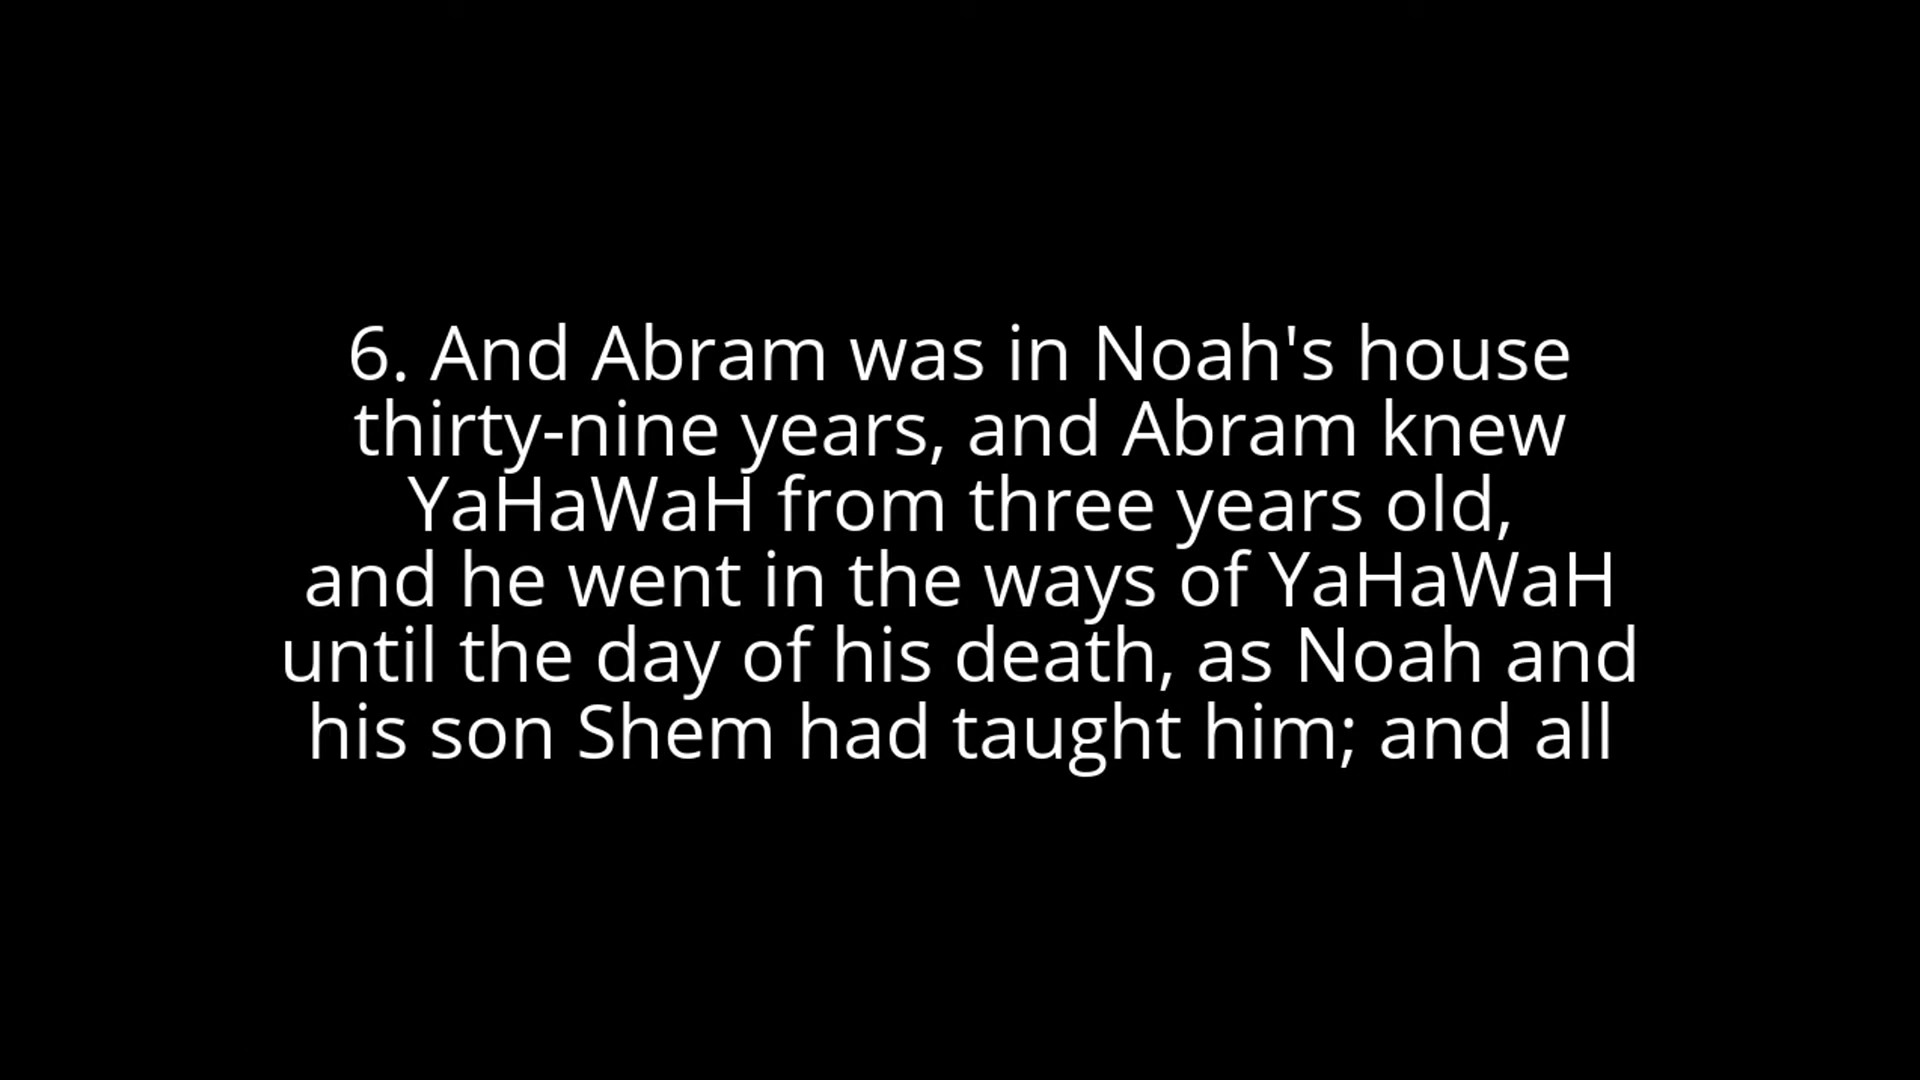 6. And Abram was in Noah's house
thirty-nine years, and Abram knew
YaHaWaH from three years old,
and he went in the ways of YaHaWaH
until the day of his death, as Noah and
his son Shem had taught him; and all